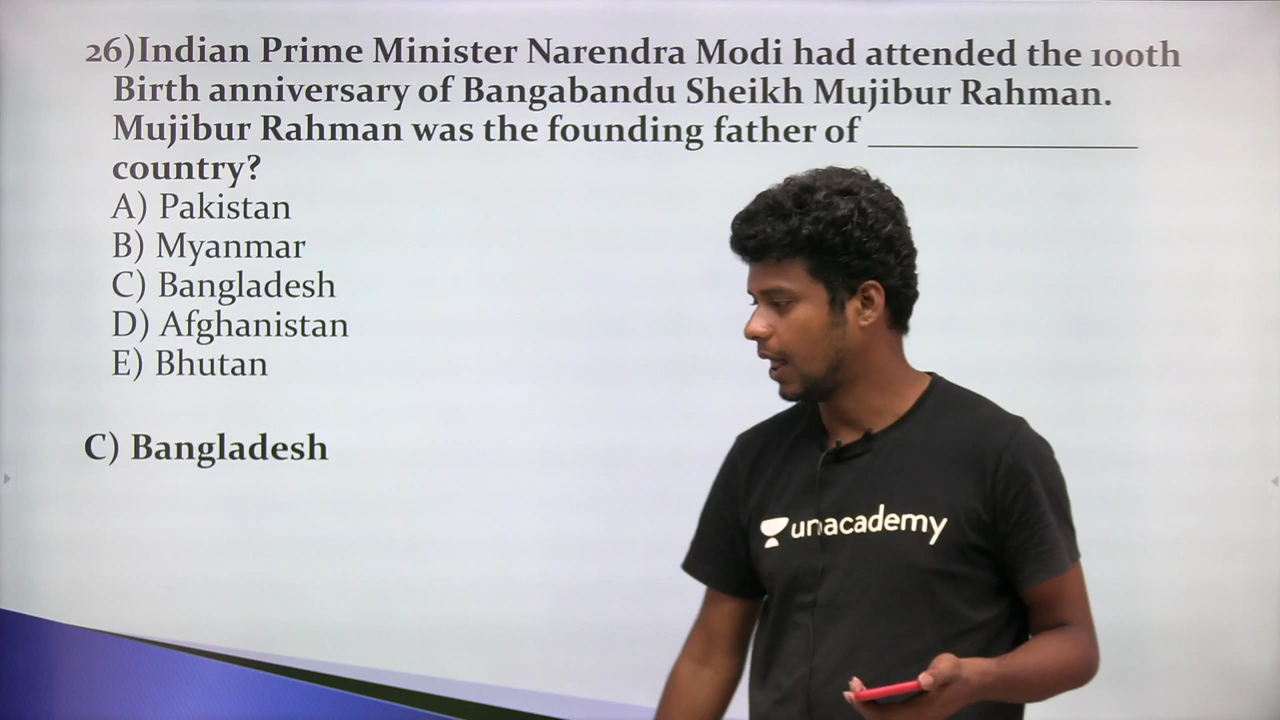 26)Indian Prime Minister Narendra Modi had attended the 100th
Birth anniversary of Bangabandu Sheikh Mujibur Rahman.
Mujibur Rahman was the founding father of ____________________
country?
A) Pakistan
B) Myanmar
C) Bangladesh
D) Afghanistan
E) Bhutan
C) Bangladesh
unacademy